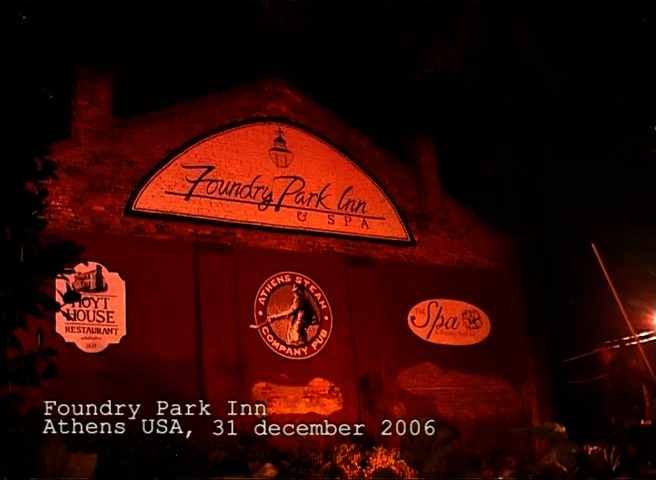 Foundry Park Inn
& SPA
HOYT
HOUSE
RESTAURANT
ATHENS STEAM
COMPANY PUB
THE
Spa
Foundry Park Inn
Athens USA, 31 december 2006